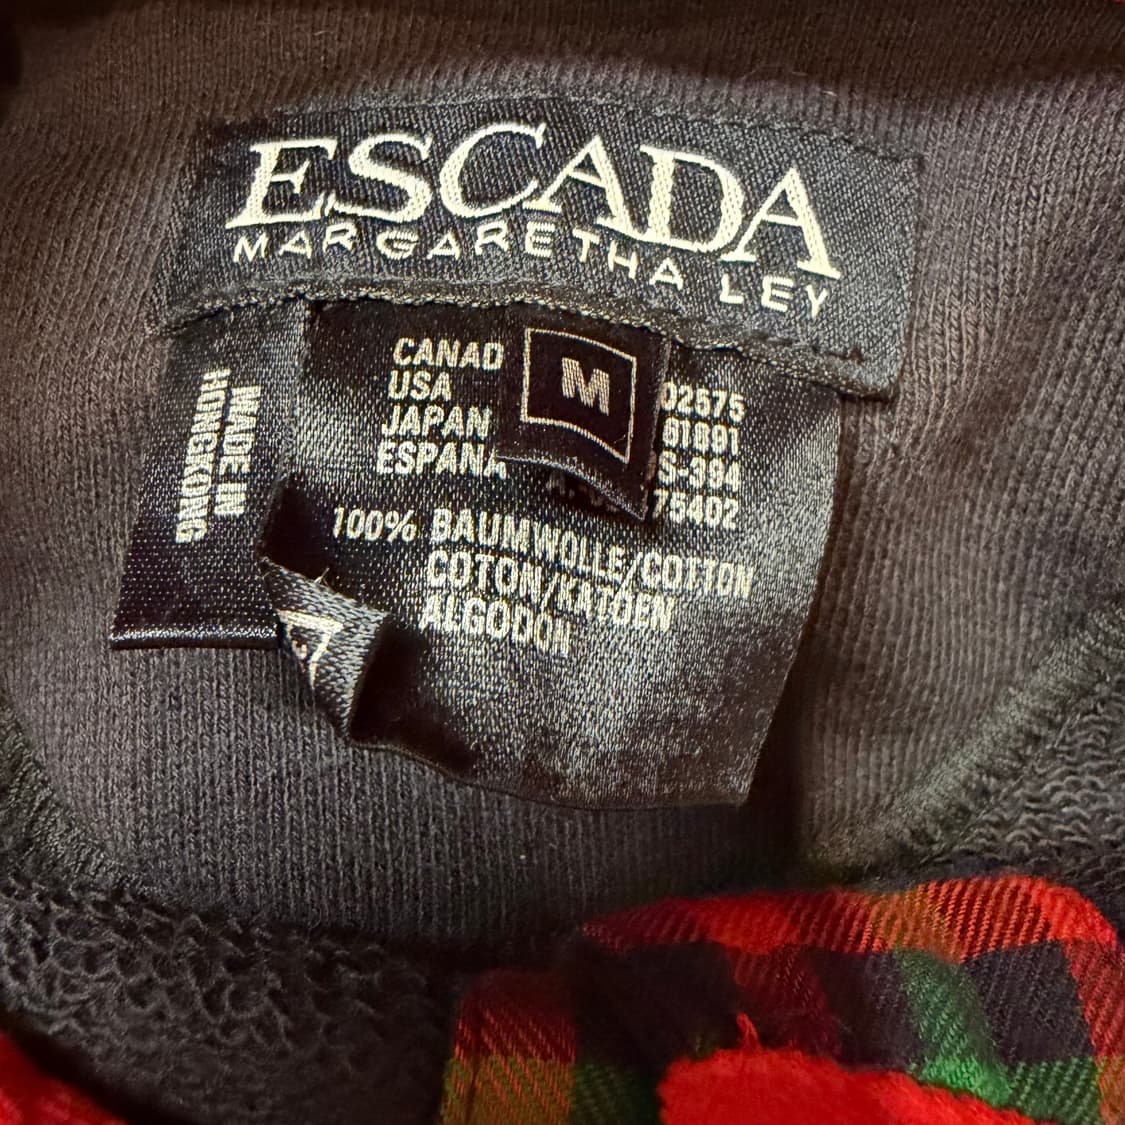 ESCADA
MARGARETHA LEY
M
CANAD
USA
JAPAN
ESPANA
02575
61891
S-394
75402
100% BAUMWOLLE/COTTON
COTON/KATOEN
ALGODON
MADE IN
HONGKONG